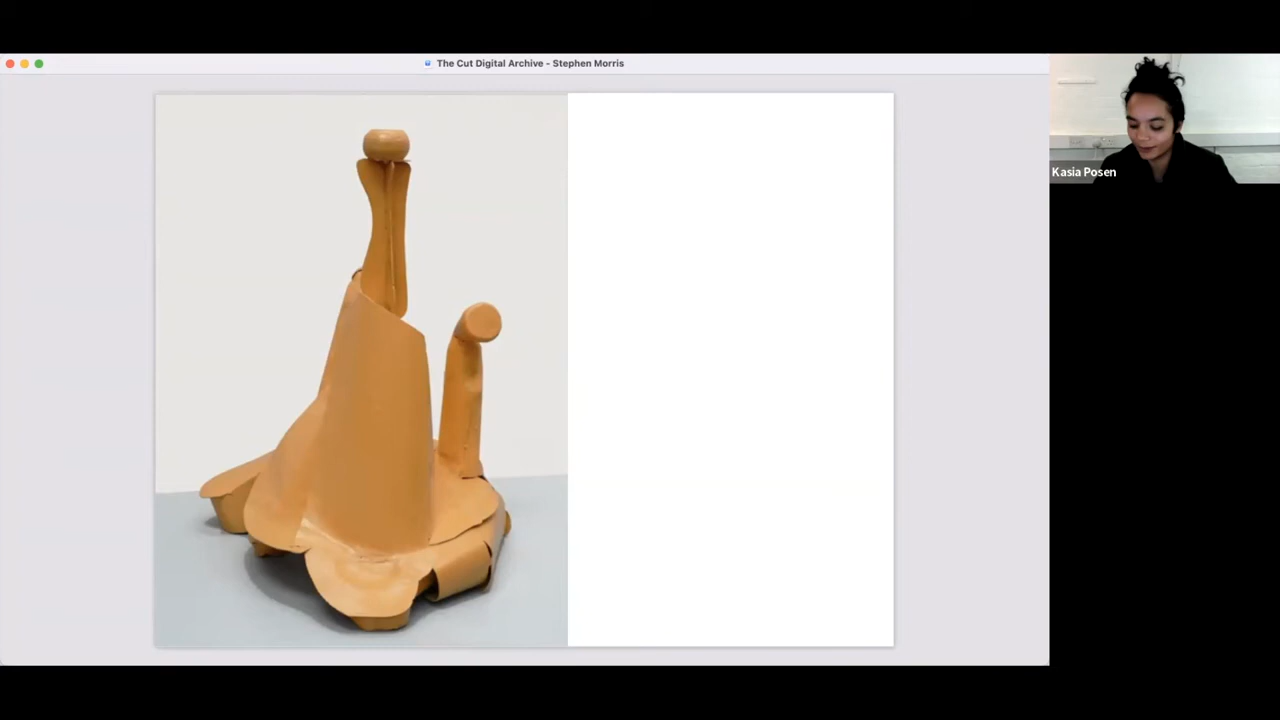 The Cut Digital Archive - Stephen Morris
Kasia Posen